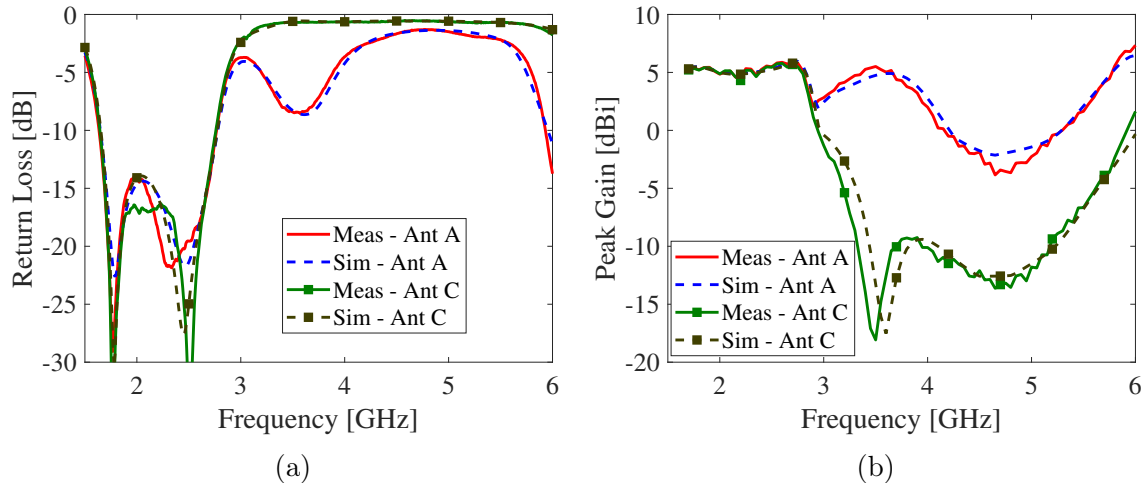 0
-5
-10
-15
-20
-25
-30
Return Loss [dB]
2
3
4
5
6
Frequency [GHz]
Meas - Ant A
Sim - Ant A
Meas - Ant C
Sim - Ant C
(a)
10
5
0
-5
-10
-15
-20
Peak Gain [dBi]
2
3
4
5
6
Frequency [GHz]
Meas - Ant A
Sim - Ant A
Meas - Ant C
Sim - Ant C
(b)